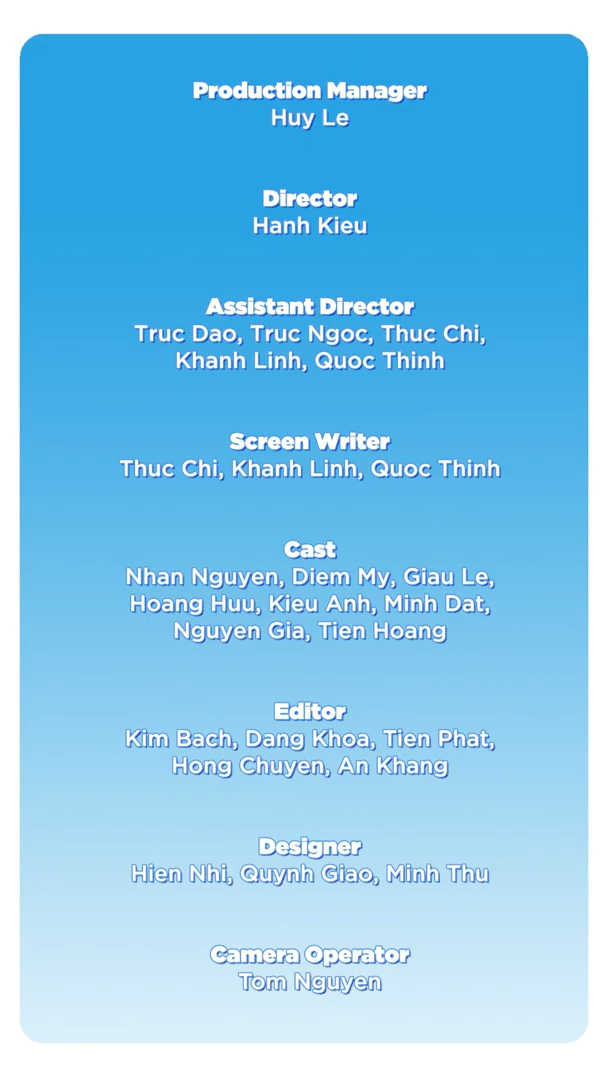 Production Manager
Huy Le
Director
Hanh Kieu
Assistant Director
Truc Dao, Truc Ngoc, Thuc Chi,
Khanh Linh, Quoc Thinh
Screen Writer
Thuc Chi, Khanh Linh, Quoc Thinh
Cast
Nhan Nguyen, Diem My, Giau Le,
Hoang Huu, Kieu Anh, Minh Dat,
Nguyen Gia, Tien Hoang
Editor
Kim Bach, Dang Khoa, Tien Phat,
Hong Chuyen, An Khang
Designer
Hien Nhi, Quynh Giao, Minh Thu
Camera Operator
Tom Nguyen